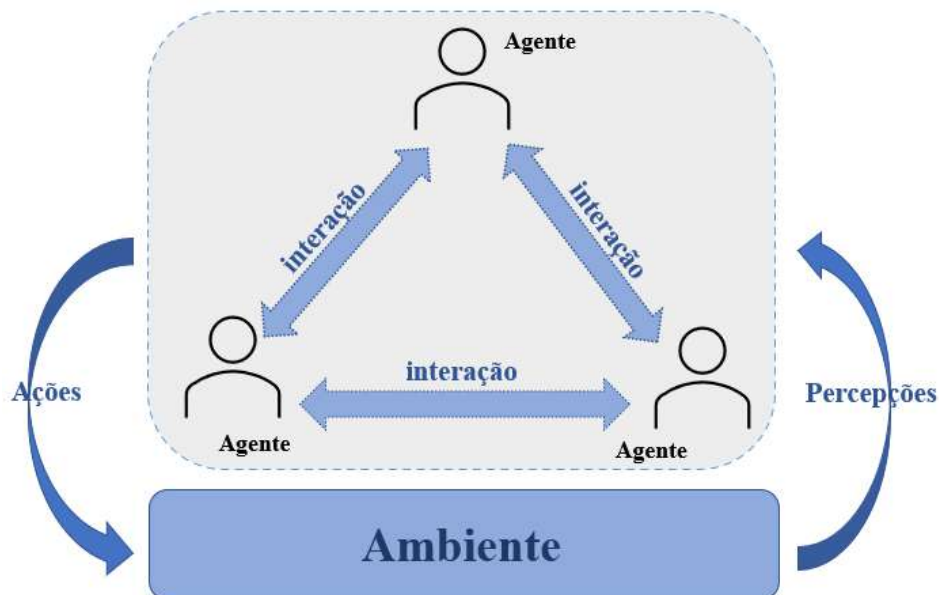 Agente
interação
interação
interação
Ações
Percepções
Agente
Agente
Ambiente